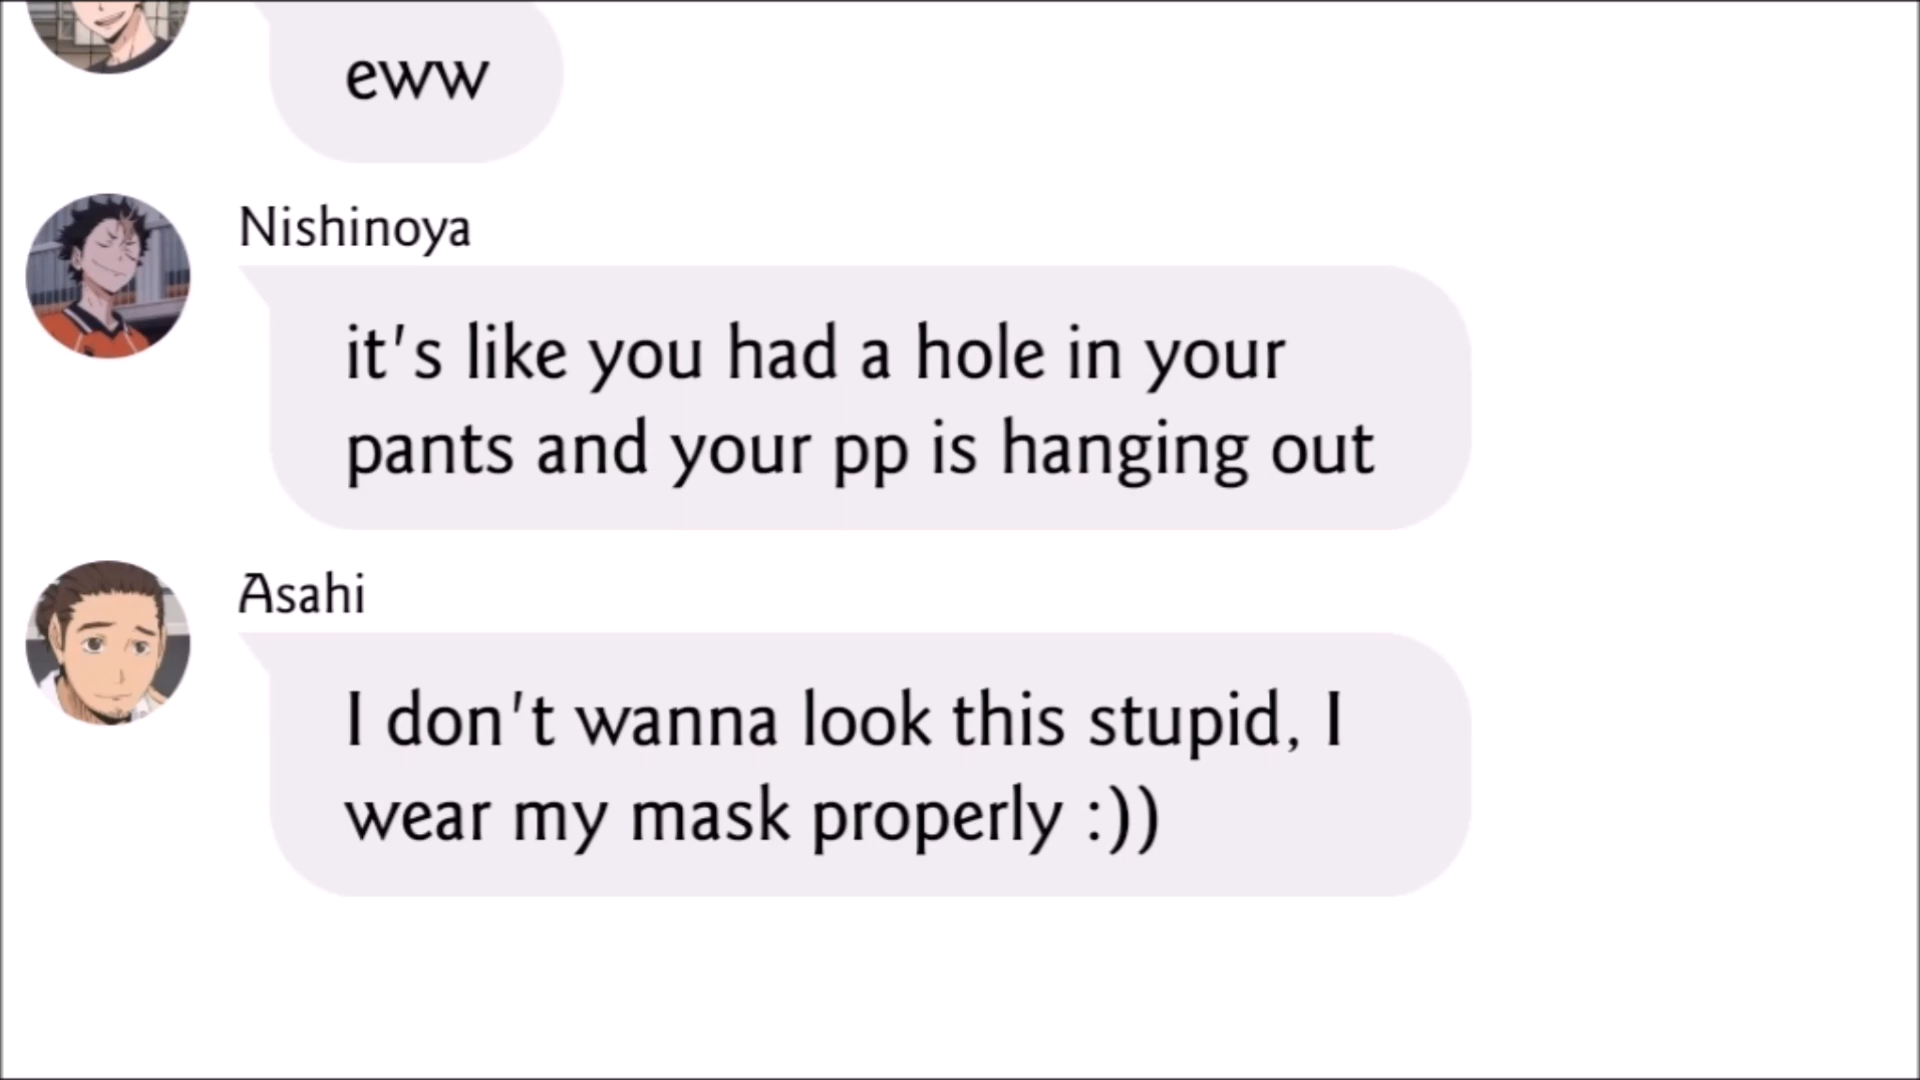 eww
Nishinoya
it's like you had a hole in your
pants and your pp is hanging out
Asahi
I don't wanna look this stupid, I
wear my mask properly :))